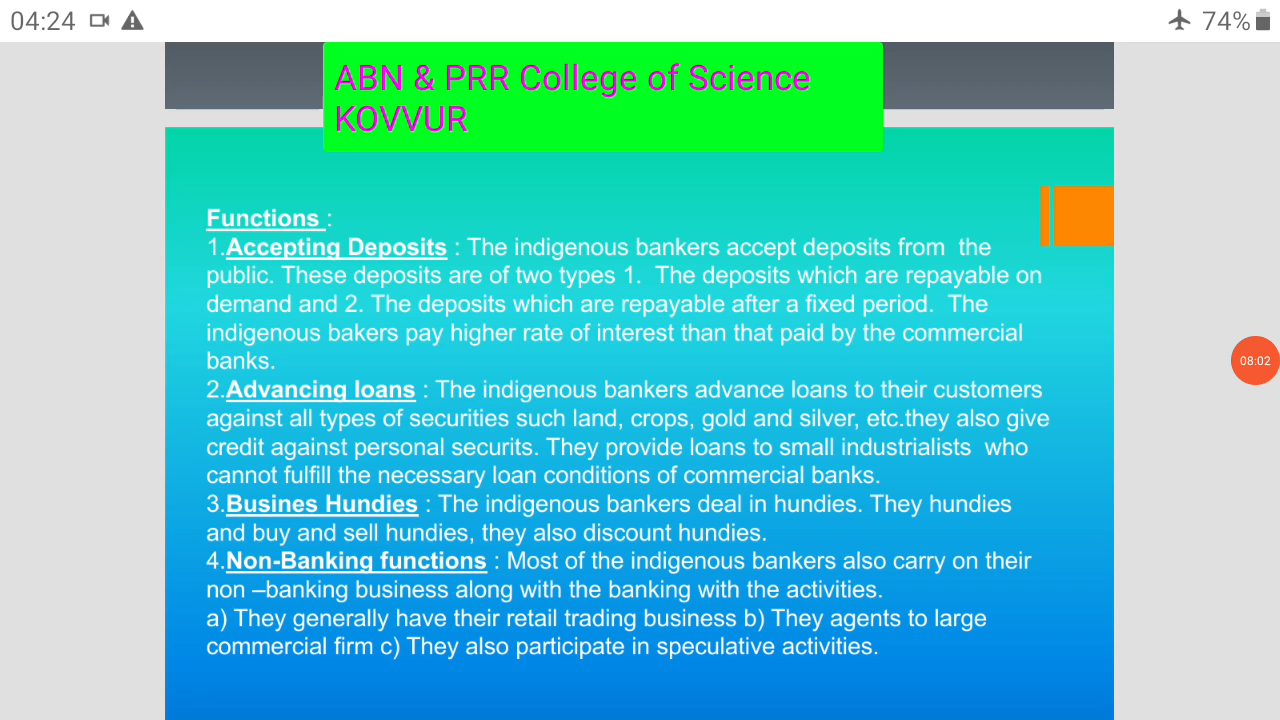 04:24
74%
ABN & PRR College of Science
KOVVUR
Functions :
1.Accepting Deposits : The indigenous bankers accept deposits from  the
public. These deposits are of two types 1.  The deposits which are repayable on
demand and 2. The deposits which are repayable after a fixed period.  The
indigenous bakers pay higher rate of interest than that paid by the commercial
banks.
2.Advancing loans : The indigenous bankers advance loans to their customers
against all types of securities such land, crops, gold and silver, etc.they also give
credit against personal securits. They provide loans to small industrialists  who
cannot fulfill the necessary loan conditions of commercial banks.
3.Busines Hundies : The indigenous bankers deal in hundies. They hundies
and buy and sell hundies, they also discount hundies.
4.Non-Banking functions : Most of the indigenous bankers also carry on their
non –banking business along with the banking with the activities.
a) They generally have their retail trading business b) They agents to large
commercial firm c) They also participate in speculative activities.
08:02